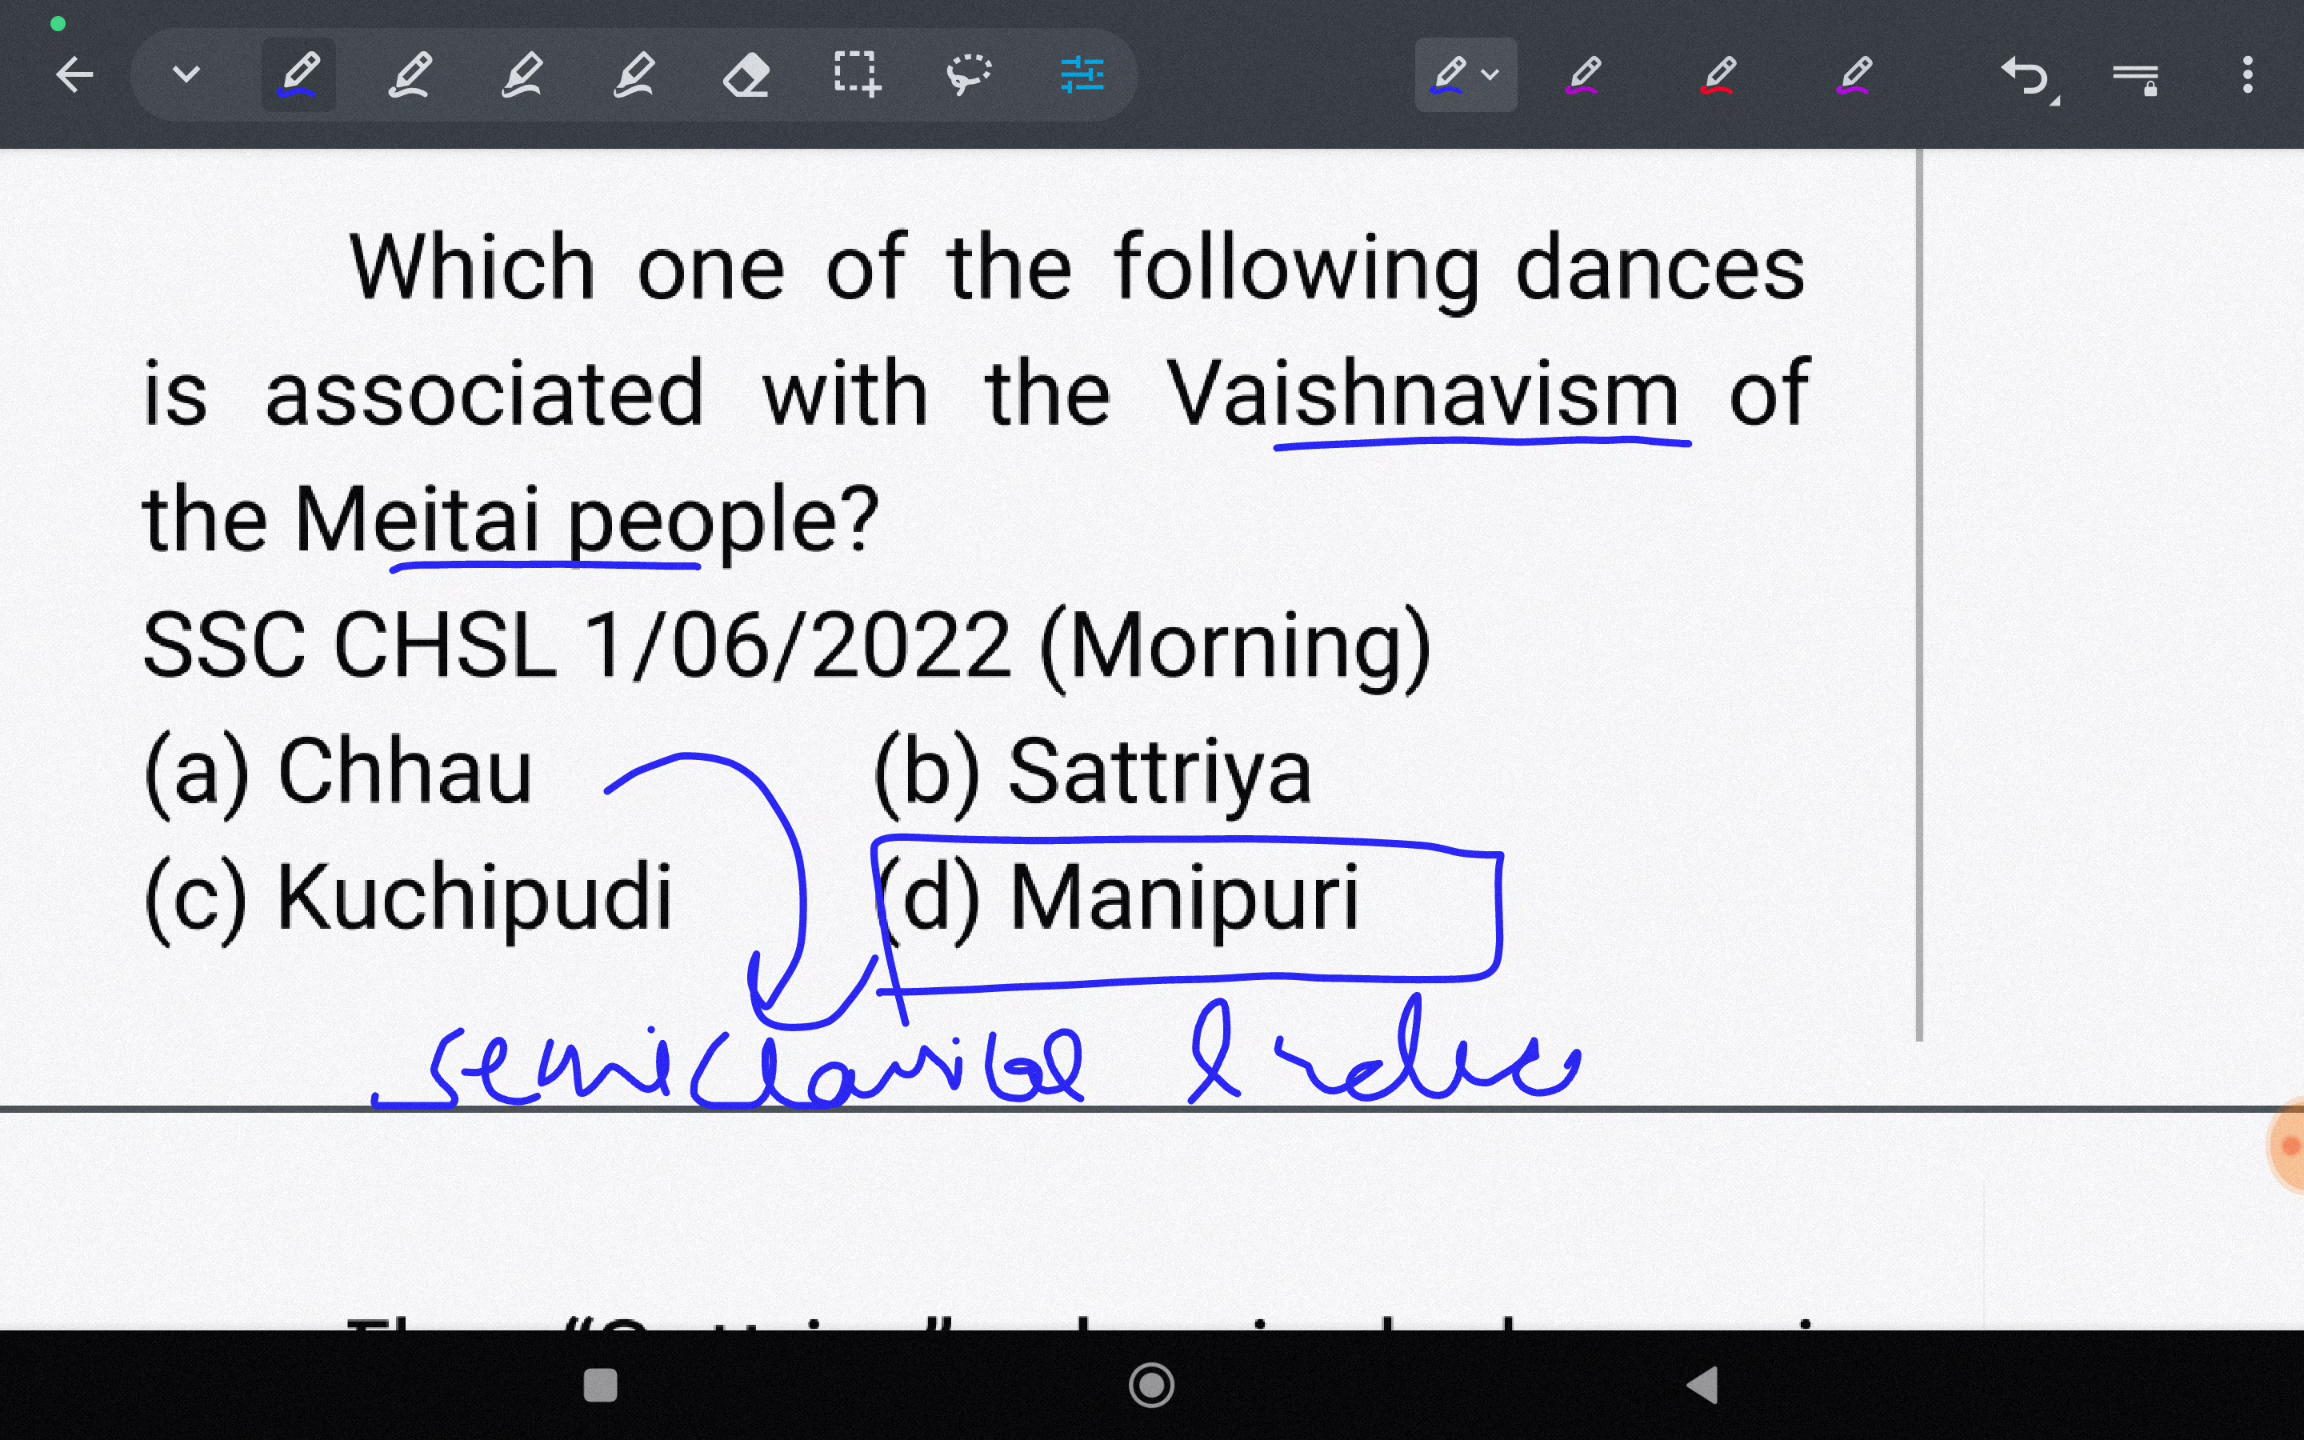 Which one of the following dances
is associated with the Vaishnavism of
the Meitai people?
SSC CHSL 1/06/2022 (Morning)
(a) Chhau (b) Sattriya
(c) Kuchipudi (d) Manipuri